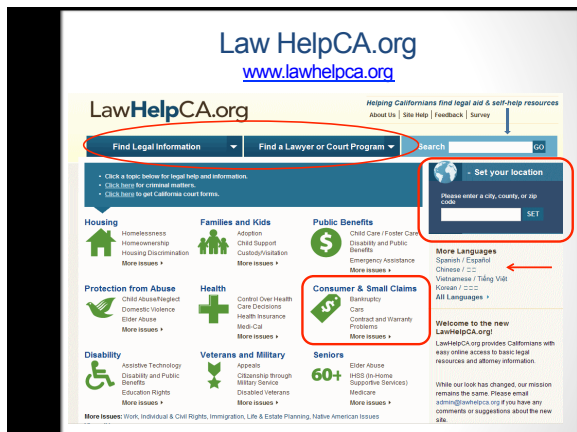 Law HelpCA.org
www.lawhelpca.org
LawHelpCA.org
Helping Californians find legal aid & self-help resources
About Us | Site Help | Feedback | Survey
Find Legal Information
Find a Lawyer or Court Program
Search
GO
• Click a topic below for legal help and information.
• Click here for criminal matters.
• Click here to get California court forms.
- Set your location
Please enter a city, county, or zip
code
SET
Housing
Homelessness
Homeownership
Housing Discrimination
More issues
Families and Kids
Adoption
Child Support
Custody/Visitation
More issues
Public Benefits
$
Child Care / Foster Care
Disability and Public
Benefits
Emergency Assistance
More issues
Protection from Abuse
Child Abuse/Neglect
Domestic Violence
Elder Abuse
More issues
Health
Control Over Health
Care Decisions
Health Insurance
Medi-Cal
More issues
Consumer & Small Claims
$
Bankruptcy
Cars
Contract and Warranty
Problems
More issues
Disability
Assistive Technology
Disability and Public
Benefits
Education Rights
More issues
Veterans and Military
Appeals
Citizenship through
Military Service
Disabled Veterans
More issues
Seniors
60+
Elder Abuse
IHSS (In-Home
Supportive Services)
Medicare
More issues
More Issues: Work, Individual & Civil Rights, Immigration, Life & Estate Planning, Native American Issues
More Languages
Spanish / Español
Chinese / □□
Vietnamese / Tiếng Việt
Korean / □□□
All Languages
Welcome to the new
LawHelpCA.org!
LawHelpCA.org provides Californians with
easy online access to basic legal
resources and attorney information.
While our look has changed, our mission
remains the same. Please email
admin@lawhelpca.org if you have any
comments or suggestions about the new
site.